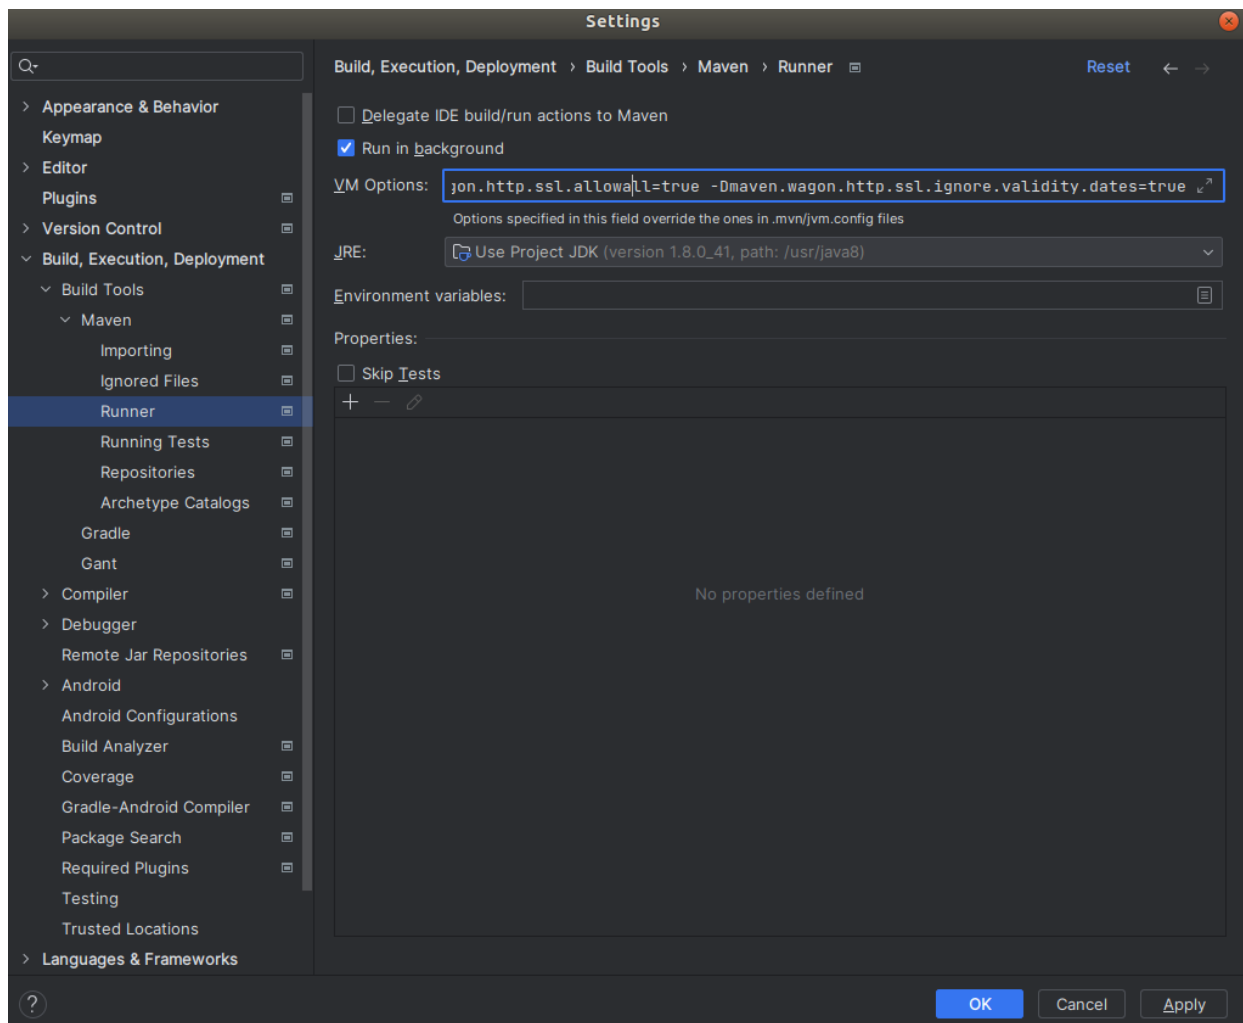 Settings
Build, Execution, Deployment › Build Tools › Maven › Runner
Reset
Appearance & Behavior
Keymap
Editor
Plugins
Version Control
Build, Execution, Deployment
Build Tools
Maven
Importing
Ignored Files
Runner
Running Tests
Repositories
Archetype Catalogs
Gradle
Gant
Compiler
Debugger
Remote Jar Repositories
Android
Android Configurations
Build Analyzer
Coverage
Gradle-Android Compiler
Package Search
Required Plugins
Testing
Trusted Locations
Languages & Frameworks
Delegate IDE build/run actions to Maven
Run in background
VM Options: gon.http.ssl.allowall=true -Dmaven.wagon.http.ssl.ignore.validity.dates=true
Options specified in this field override the ones in .mvn/jvm.config files
JRE: Use Project JDK (version 1.8.0_41, path: /usr/java8)
Environment variables:
Properties:
Skip Tests
No properties defined
?
OK Cancel Apply